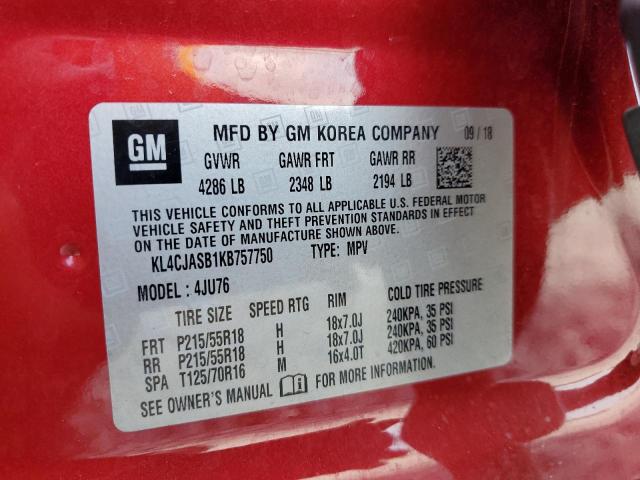 GM MFD BY GM KOREA COMPANY 09 / 18
GVWR GAWR FRT GAWR RR
4286 LB 2348 LB 2194 LB
THIS VEHICLE CONFORMS TO ALL APPLICABLE U.S. FEDERAL MOTOR
VEHICLE SAFETY AND THEFT PREVENTION STANDARDS IN EFFECT
ON THE DATE OF MANUFACTURE SHOWN ABOVE.
KL4CJASB1KB757750 TYPE: MPV
MODEL : 4JU76
TIRE SIZE SPEED RTG RIM COLD TIRE PRESSURE
FRT P215/55R18 H 18x7.0J 240KPA, 35 PSI
RR P215/55R18 H 18x7.0J 240KPA, 35 PSI
SPA T125/70R16 M 16x4.0T 420KPA, 60 PSI
SEE OWNER'S MANUAL FOR MORE INFORMATION.